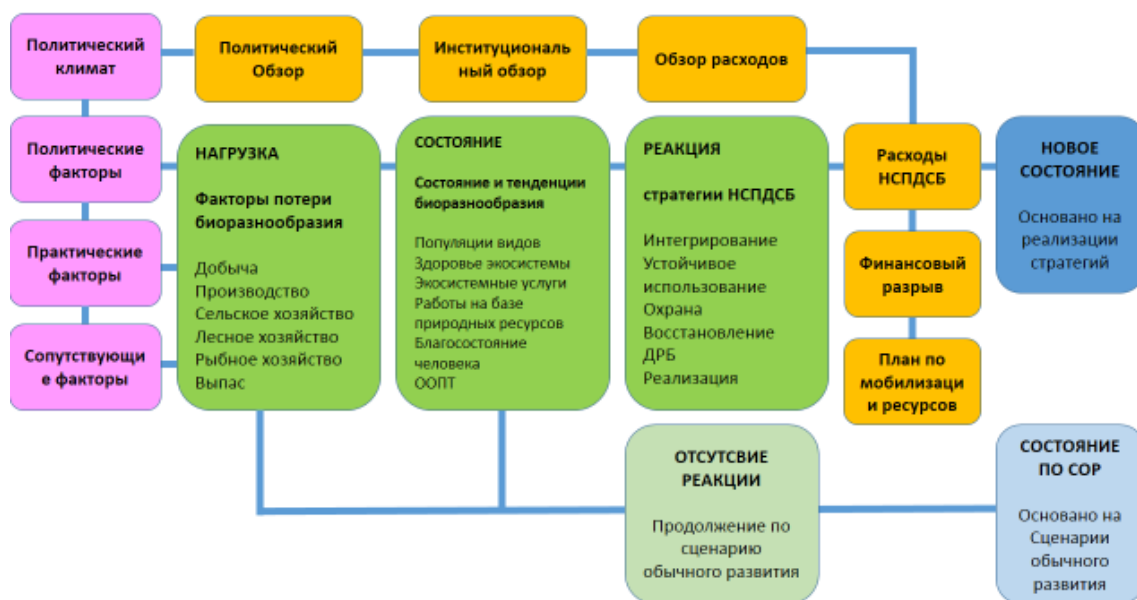 Политический
климат
Политический
Обзор
Институциональ
ный обзор
Обзор расходов
Политические
факторы
Практические
факторы
Сопутствующи
е факторы
НАГРУЗКА
Факторы потери
биоразнообразия
Добыча
Производство
Сельское хозяйство
Лесное хозяйство
Рыбное хозяйство
Выпас
СОСТОЯНИЕ
Состояние и тенденции
биоразнообразия
Популяции видов
Здоровье экосистемы
Экосистемные услуги
Работы на базе
природных ресурсов
Благосостояние
человека
ООПТ
РЕАКЦИЯ
стратегии НСПДСБ
Интегрирование
Устойчивое
использование
Охрана
Восстановление
ДРБ
Реализация
Расходы
НСПДСБ
Финансовый
разрыв
План по
мобилизаци
и ресурсов
НОВОЕ
СОСТОЯНИЕ
Основано на
реализации
стратегий
ОТСУТСВИЕ
РЕАКЦИИ
Продолжение по
сценарию
обычного развития
СОСТОЯНИЕ
ПО СОР
Основано на
Сценарии
обычного
развития